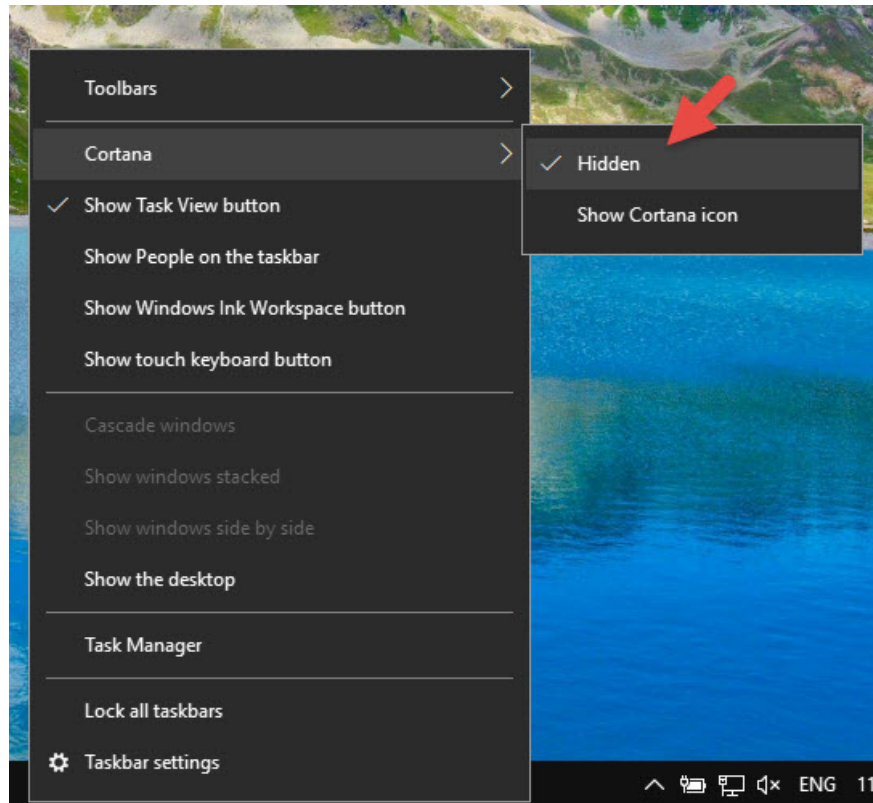 Toolbars
Cortana
Hidden
Show Cortana icon
Show Task View button
Show People on the taskbar
Show Windows Ink Workspace button
Show touch keyboard button
Cascade windows
Show windows stacked
Show windows side by side
Show the desktop
Task Manager
Lock all taskbars
Taskbar settings
ENG 11